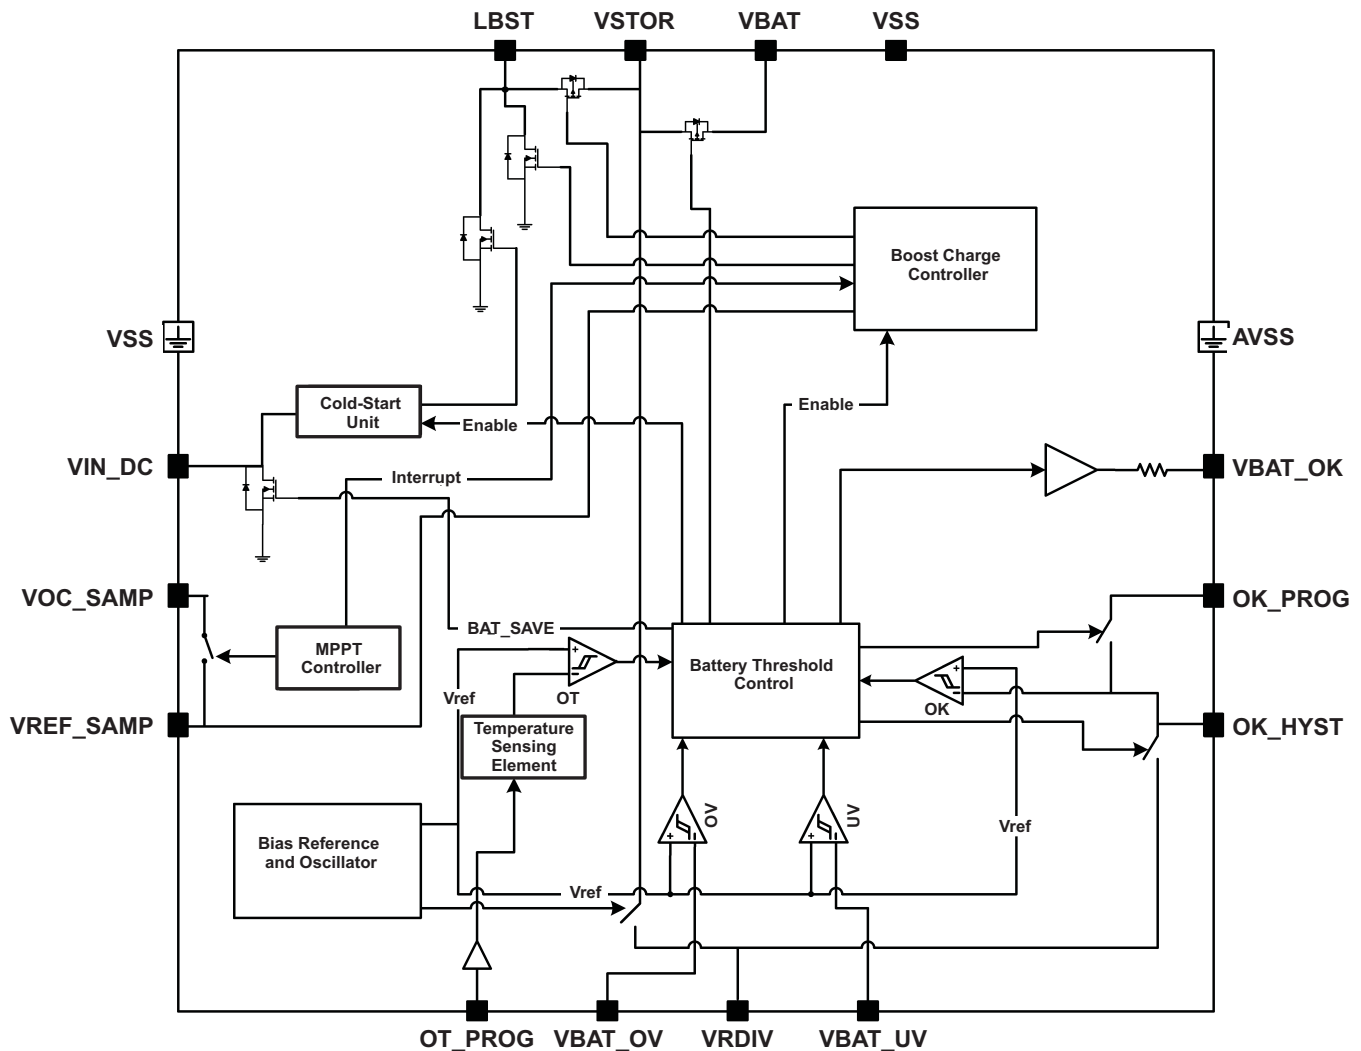 LBST
VSTOR
VBAT
VSS
Boost Charge
Controller
VSS
AVSS
Cold-Start
Unit
Enable
Enable
VIN_DC
Interrupt
VBAT_OK
VOC_SAMP
OK_PROG
BAT_SAVE
MPPT
Controller
+
Battery Threshold
Control
+
Vref
OT
OK
VREF_SAMP
Temperature
Sensing
Element
OK_HYST
OV
UV
+
+
Vref
Bias Reference
and Oscillator
Vref
OT_PROG
VBAT_OV
VRDIV
VBAT_UV